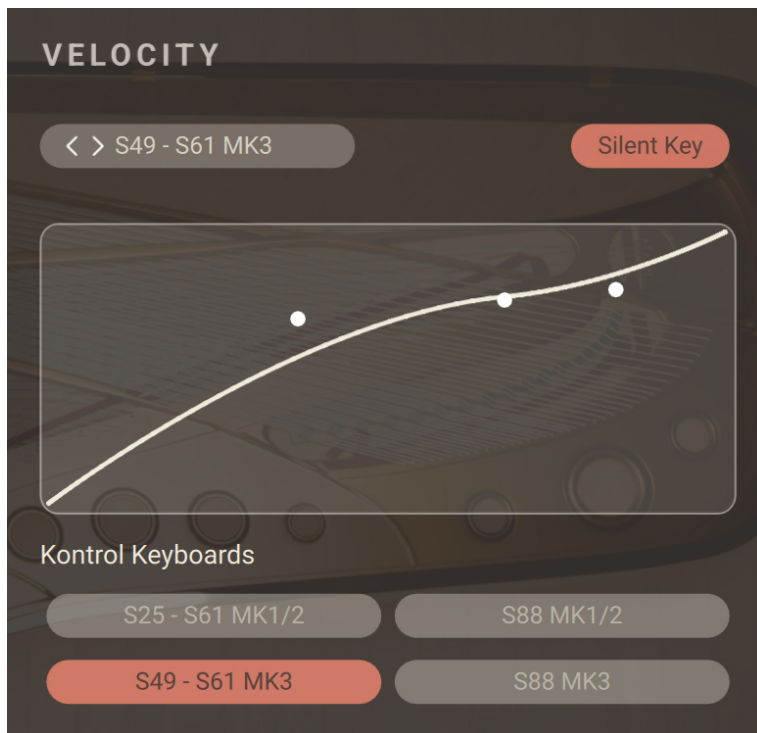 VELOCITY
< > S49 - S61 MK3
Silent Key
Kontrol Keyboards
S25 - S61 MK1/2
S88 MK1/2
S49 - S61 MK3
S88 MK3